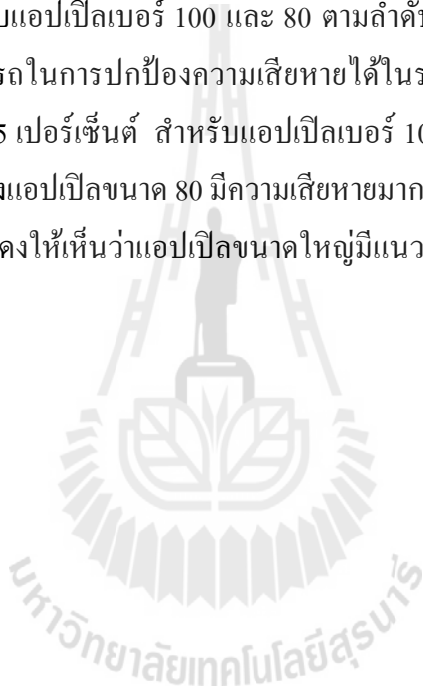 บแอปเปิลเบอร์ 100 และ 80 ตามลำดับ
รถในการปกป้องความเสียหายได้ในร
5 เปอร์เซ็นต์ สำหรับแอปเปิลเบอร์ 10
งแอปเปิลขนาด 80 มีความเสียหายมาก
ดงให้เห็นว่าแอปเปิลขนาดใหญ่มีแนว
มหาวิทยาลัยเทคโนโลยีสุรนารี